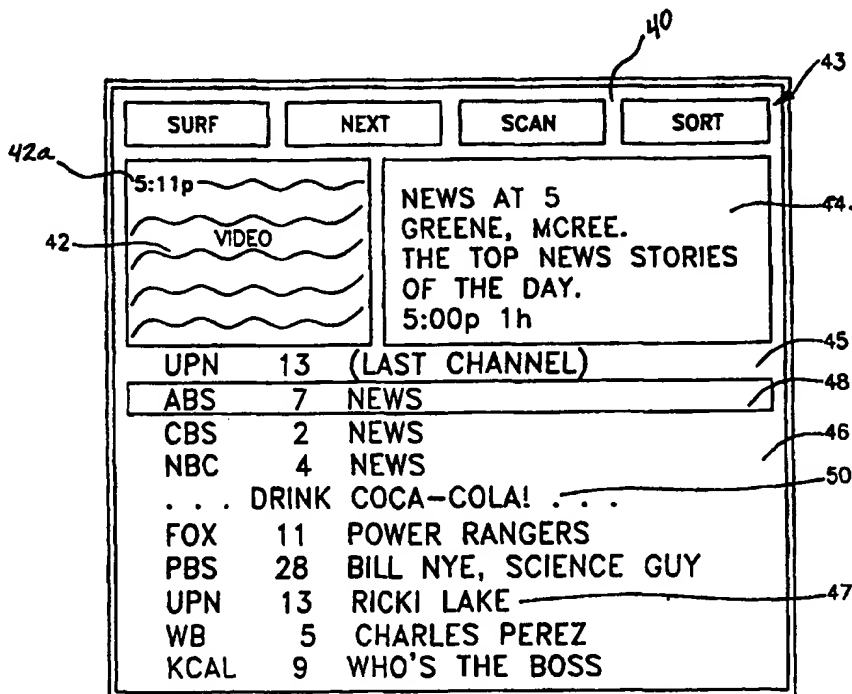 40
43
SURF NEXT SCAN SORT
42a
5:11p
VIDEO
42
NEWS AT 5
GREENE, MCREE.
THE TOP NEWS STORIES
OF THE DAY.
5:00p 1h
44.
45
UPN 13 (LAST CHANNEL)
48
ABS 7 NEWS
CBS 2 NEWS
46
NBC 4 NEWS
50
. . . DRINK COCA-COLA! . . .
FOX 11 POWER RANGERS
PBS 28 BILL NYE, SCIENCE GUY
UPN 13 RICKI LAKE
47
WB 5 CHARLES PEREZ
KCAL 9 WHO'S THE BOSS